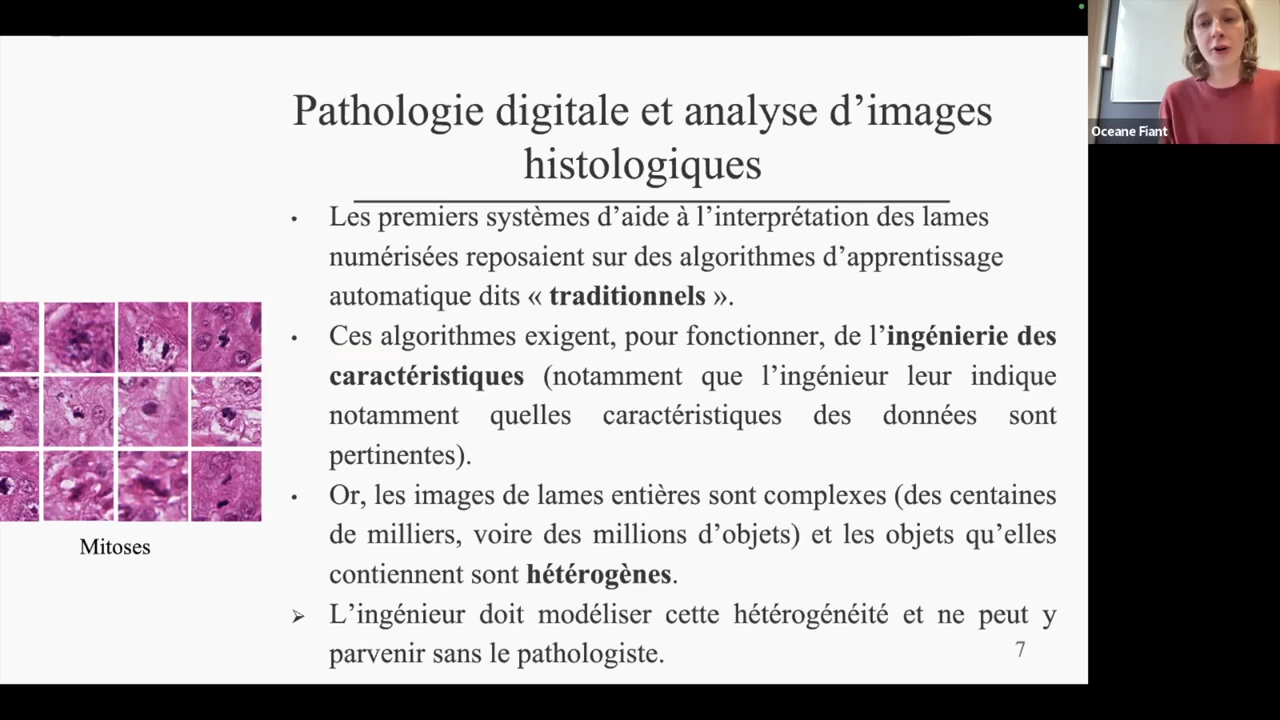 Pathologie digitale et analyse d’images
histologiques
• Les premiers systèmes d’aide à l’interprétation des lames
numérisées reposaient sur des algorithmes d’apprentissage
automatique dits « traditionnels ».
• Ces algorithmes exigent, pour fonctionner, de l’ingénierie des
caractéristiques (notamment que l’ingénieur leur indique
notamment quelles caractéristiques des données sont
pertinentes).
• Or, les images de lames entières sont complexes (des centaines
de milliers, voire des millions d’objets) et les objets qu’elles
contiennent sont hétérogènes.
➢ L’ingénieur doit modéliser cette hétérogénéité et ne peut y
parvenir sans le pathologiste.
Mitoses
7
Oceane Fiant